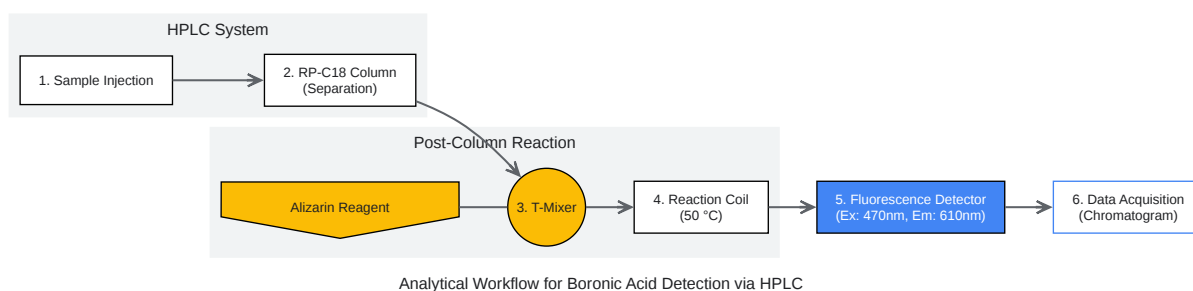 HPLC System
1. Sample Injection
2. RP-C18 Column
(Separation)
Post-Column Reaction
Alizarin Reagent
3. T-Mixer
4. Reaction Coil
(50 °C)
5. Fluorescence Detector
(Ex: 470nm, Em: 610nm)
6. Data Acquisition
(Chromatogram)
Analytical Workflow for Boronic Acid Detection via HPLC